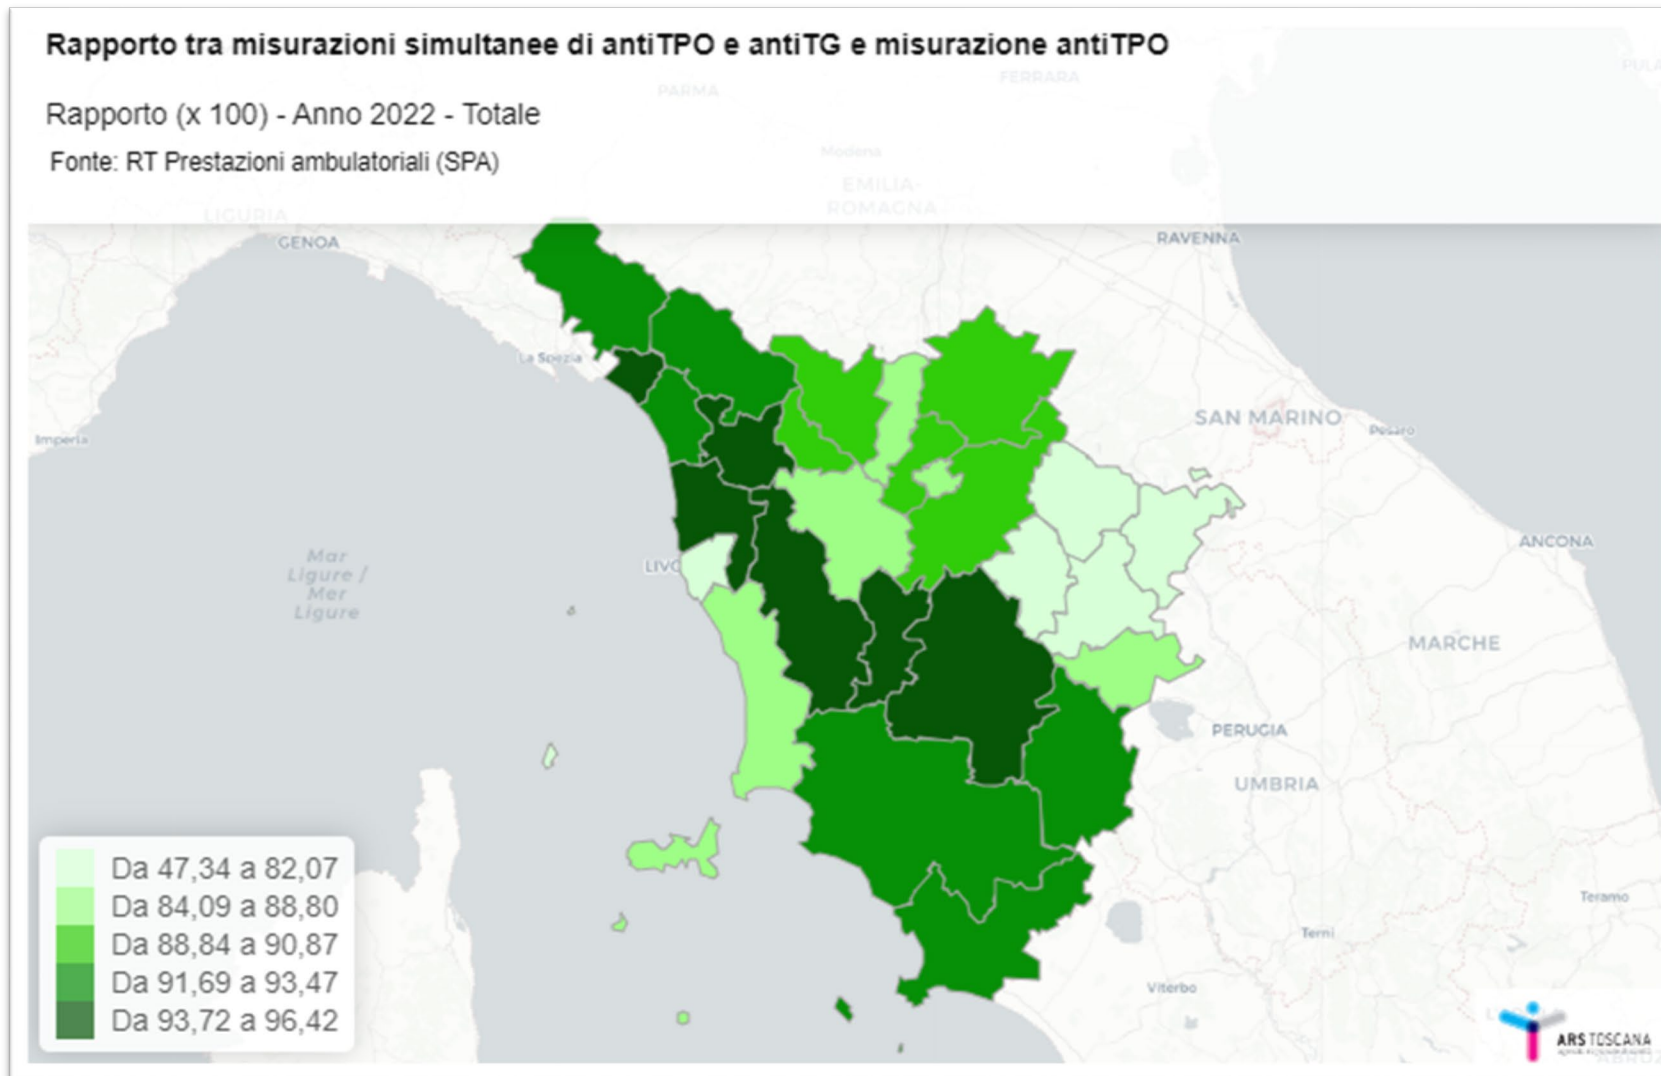 Rapporto tra misurazioni simultanee di antiTPO e antiTG e misurazione antiTPO
PARMA
FERRARA
PULA
Rapporto (x 100) - Anno 2022 - Totale
Fonte: RT Prestazioni ambulatoriali (SPA)
Modena
EMILIA-
ROMAGNA
LIGURIA
GENOA
RAVENNA
La Spezia
Imperia
SAN MARINO
Pesaro
Mar
Ligure /
Mer
Ligure
LIVO
ANCONA
MARCHE
PERUGIA
UMBRIA
Da 47,34 a 82,07
Da 84,09 a 88,80
Da 88,84 a 90,87
Da 91,69 a 93,47
Da 93,72 a 96,42
Teramo
Terni
Viterbo
ARS TOSCANA